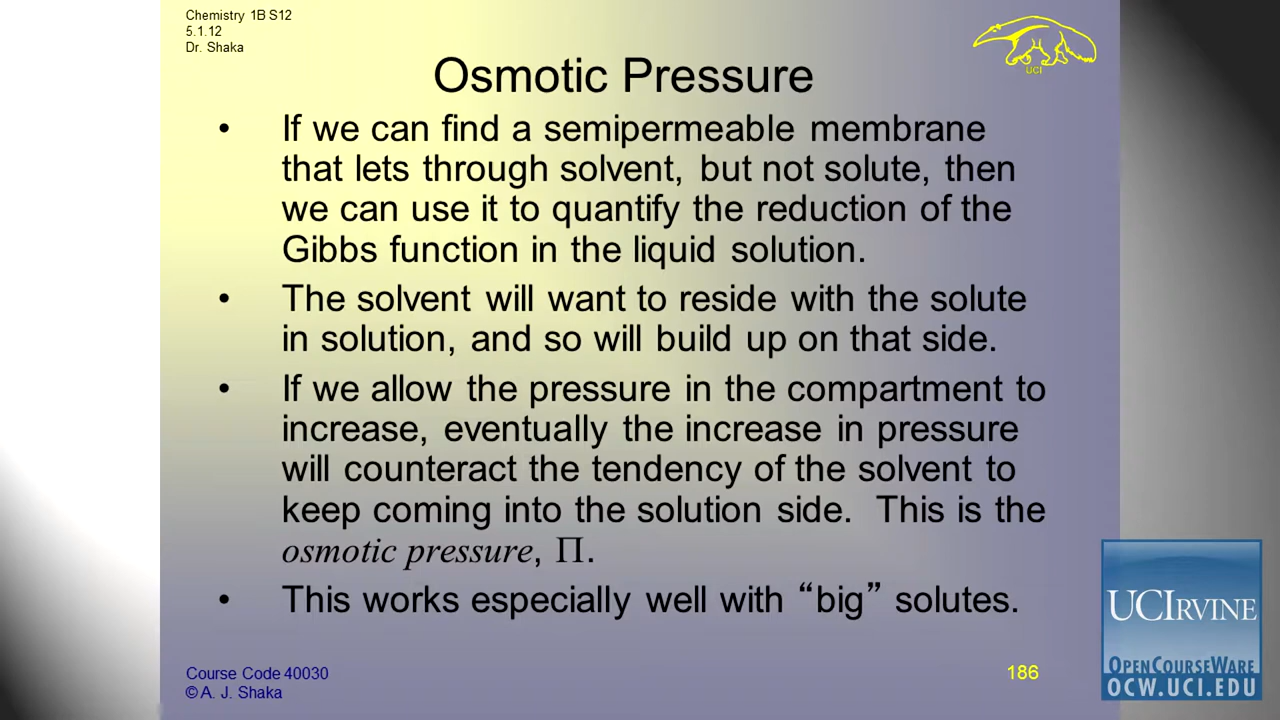 Chemistry 1B S12
5.1.12
Dr. Shaka
UCI
Osmotic Pressure
• If we can find a semipermeable membrane
that lets through solvent, but not solute, then
we can use it to quantify the reduction of the
Gibbs function in the liquid solution.
• The solvent will want to reside with the solute
in solution, and so will build up on that side.
• If we allow the pressure in the compartment to
increase, eventually the increase in pressure
will counteract the tendency of the solvent to
keep coming into the solution side. This is the
osmotic pressure, Π.
• This works especially well with “big” solutes.
Course Code 40030
© A. J. Shaka
186
UCIRVINE
OPENCOURSEWARE
OCW.UCI.EDU